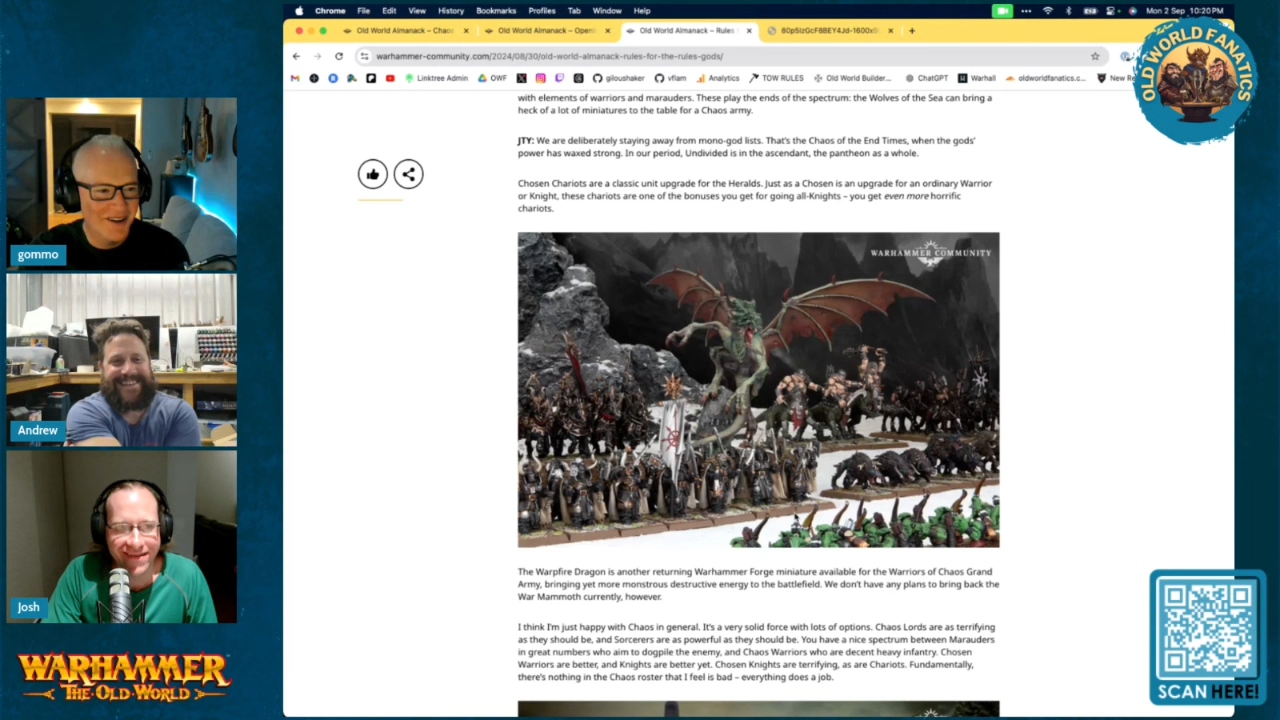 Chrome File Edit View History Bookmarks Profiles Tab Window Help
Mon 2 Sep 10:20PM
Old World Almanack – Chaos
Old World Almanack – Open
Old World Almanack – Rules
warhammer-community.com/2024/08/30/old-world-almanack-rules-for-the-rules-gods/
Linktree Admin OWF giloushaker vflam Analytics TOW RULES Old World Builder... ChatGPT Warhall oldworldfanatics.c... New Re
OLD WORLD FANATICS
with elements of warriors and marauders. These play the ends of the spectrum: the Wolves of the Sea can bring a
heck of a lot of miniatures to the table for a Chaos army.
JTY: We are deliberately staying away from mono-god lists. That's the Chaos of the End Times, when the gods'
power has waxed strong. In our period, Undivided is in the ascendant, the pantheon as a whole.
Chosen Chariots are a classic unit upgrade for the Heralds. Just as a Chosen is an upgrade for an ordinary Warrior
or Knight, these chariots are one of the bonuses you get for going all-Knights – you get even more horrific
chariots.
WARHAMMER COMMUNITY
The Warpfire Dragon is another returning Warhammer Forge miniature available for the Warriors of Chaos Grand
Army, bringing yet more monstrous destructive energy to the battlefield. We don't have any plans to bring back the
War Mammoth currently, however.
I think I'm just happy with Chaos in general. It's a very solid force with lots of options. Chaos Lords are as terrifying
as they should be, and Sorcerers are as powerful as they should be. You have a nice spectrum between Marauders
in great numbers who aim to dogpile the enemy, and Chaos Warriors who are decent heavy infantry. Chosen
Warriors are better, and Knights are better yet. Chosen Knights are terrifying, as are Chariots. Fundamentally,
there's nothing in the Chaos roster that I feel is bad – everything does a job.
gommo
Andrew
Josh
WARHAMMER
THE OLD WORLD
SCAN HERE!